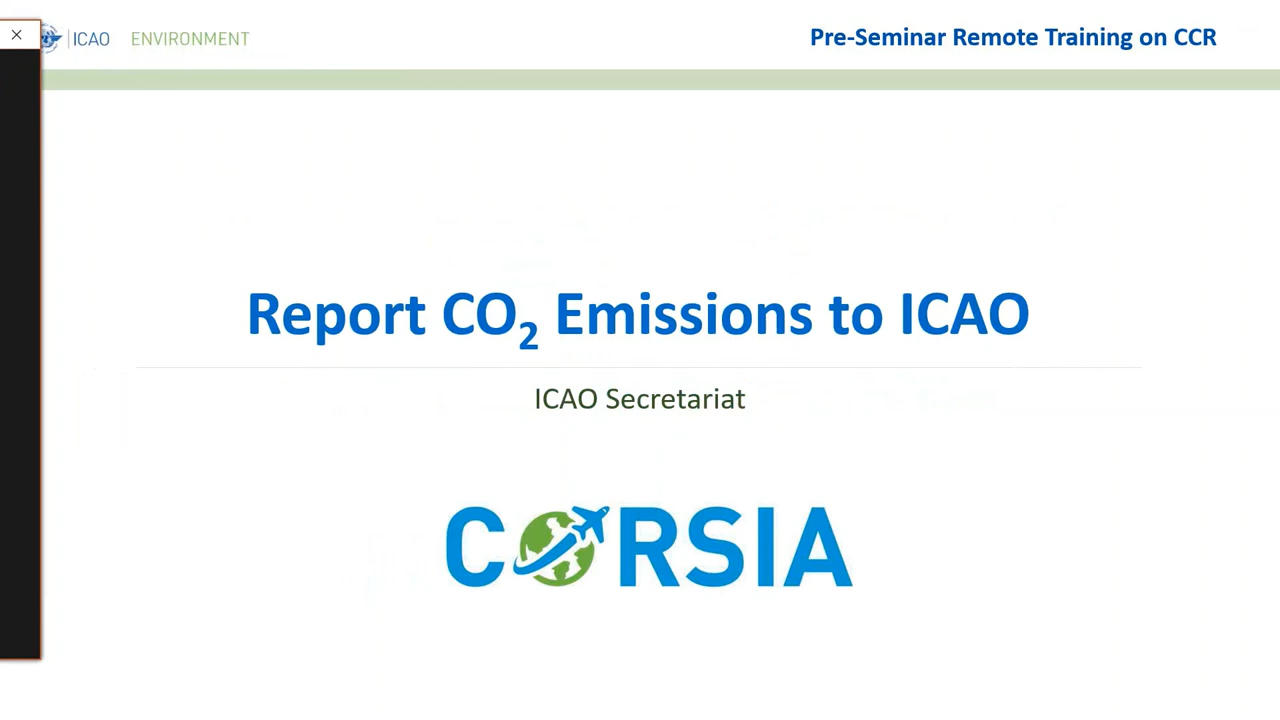 ICAO ENVIRONMENT
Pre-Seminar Remote Training on CCR
Report CO₂ Emissions to ICAO
ICAO Secretariat
CORSIA